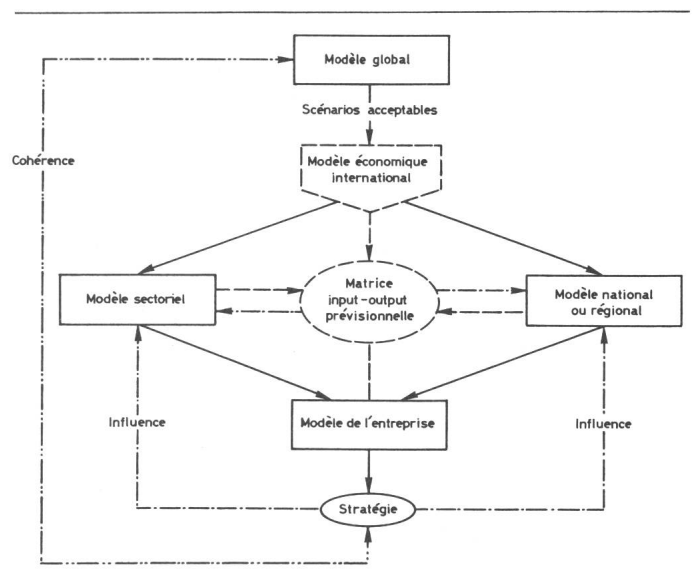 Modèle global
Scénarios acceptables
Cohérence
Modèle économique
international
Modèle sectoriel
Matrice
input-output
prévisionnelle
Modèle national
ou régional
Influence
Modèle de l'entreprise
Influence
Stratégie